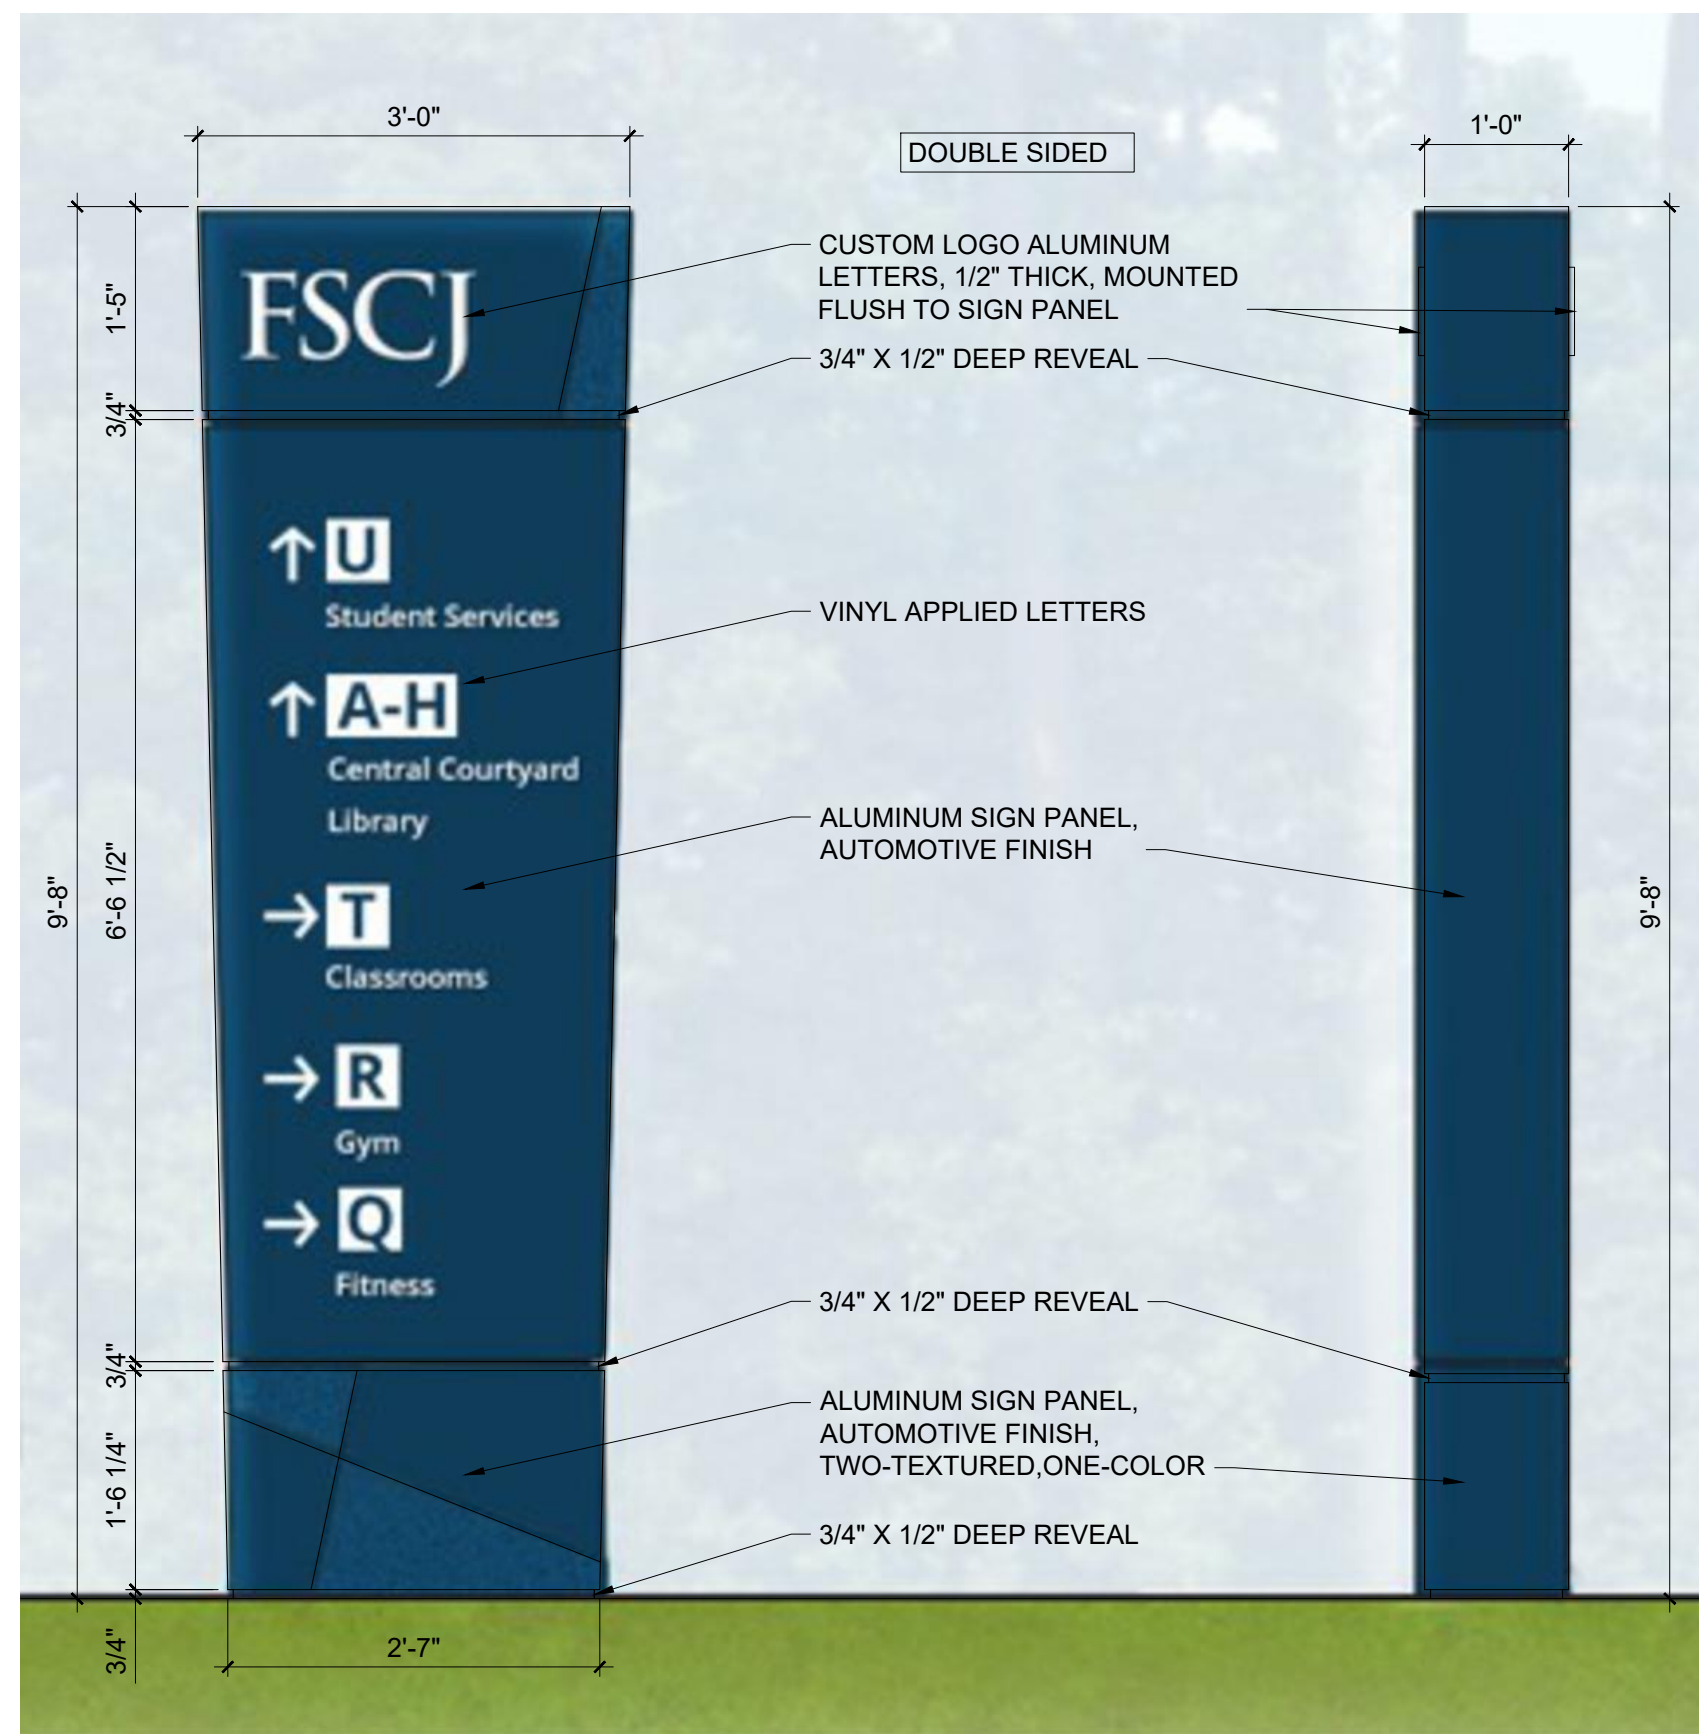 3'-0"
1'-0"
DOUBLE SIDED
CUSTOM LOGO ALUMINUM
LETTERS, 1/2" THICK, MOUNTED
FLUSH TO SIGN PANEL
3/4" X 1/2" DEEP REVEAL
FSCJ
1'-5"
3/4"
U
Student Services
VINYL APPLIED LETTERS
A-H
Central Courtyard
Library
ALUMINUM SIGN PANEL,
AUTOMOTIVE FINISH
9'-8"
6'-6 1/2"
9'-8"
T
Classrooms
R
Gym
Q
Fitness
3/4" X 1/2" DEEP REVEAL
3/4"
ALUMINUM SIGN PANEL,
AUTOMOTIVE FINISH,
TWO-TEXTURED,ONE-COLOR
1'-6 1/4"
3/4" X 1/2" DEEP REVEAL
3/4"
2'-7"